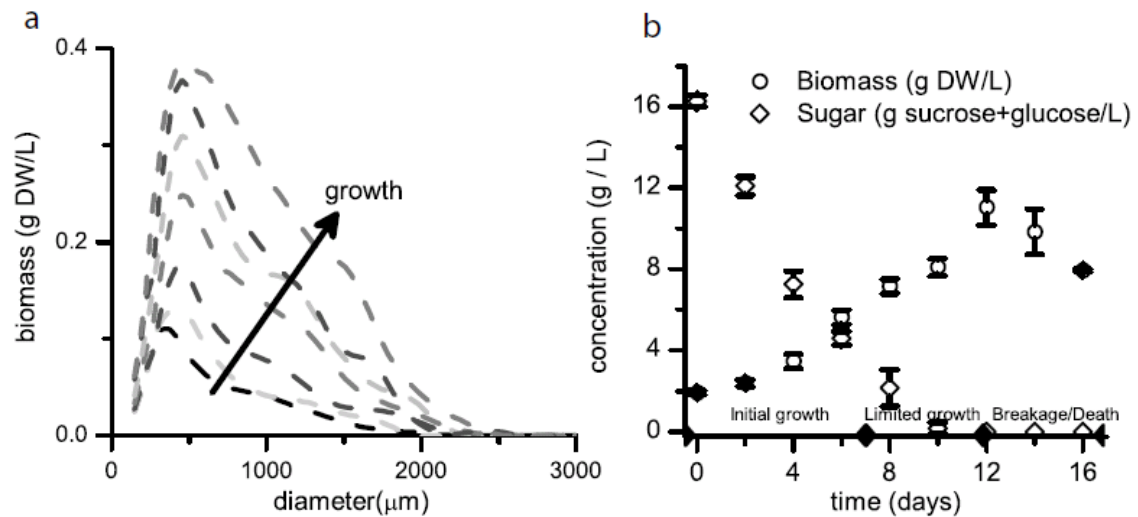 a
0.4
0.2
0.0
biomass (g DW/L)
growth
0
1000
2000
3000
diameter(μm)
b
Biomass (g DW/L)
Sugar (g sucrose+glucose/L)
16
12
8
4
0
concentration (g / L)
Initial growth
Limited growth
Breakage/Death
0
4
8
12
16
time (days)